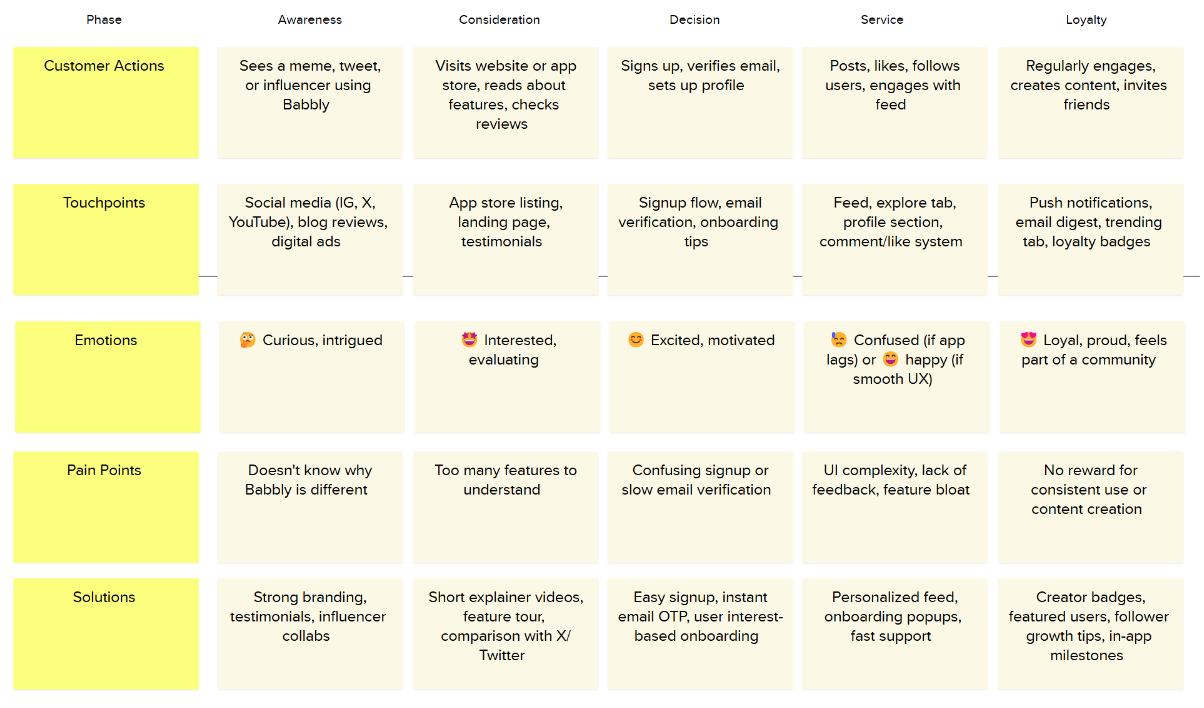 Phase
Awareness
Consideration
Decision
Service
Loyalty
Customer Actions
Sees a meme, tweet,
or influencer using
Babbly
Visits website or app
store, reads about
features, checks
reviews
Signs up, verifies email,
sets up profile
Posts, likes, follows
users, engages with
feed
Regularly engages,
creates content, invites
friends
Touchpoints
Social media (IG, X,
YouTube), blog reviews,
digital ads
App store listing,
landing page,
testimonials
Signup flow, email
verification, onboarding
tips
Feed, explore tab,
profile section,
comment/like system
Push notifications,
email digest, trending
tab, loyalty badges
Emotions
🤔 Curious, intrigued
🤩 Interested,
evaluating
😊 Excited, motivated
😓 Confused (if app
lags) or 😄 happy (if
smooth UX)
😍 Loyal, proud, feels
part of a community
Pain Points
Doesn't know why
Babbly is different
Too many features to
understand
Confusing signup or
slow email verification
UI complexity, lack of
feedback, feature bloat
No reward for
consistent use or
content creation
Solutions
Strong branding,
testimonials, influencer
collabs
Short explainer videos,
feature tour,
comparison with X/
Twitter
Easy signup, instant
email OTP, user interest-
based onboarding
Personalized feed,
onboarding popups,
fast support
Creator badges,
featured users, follower
growth tips, in-app
milestones